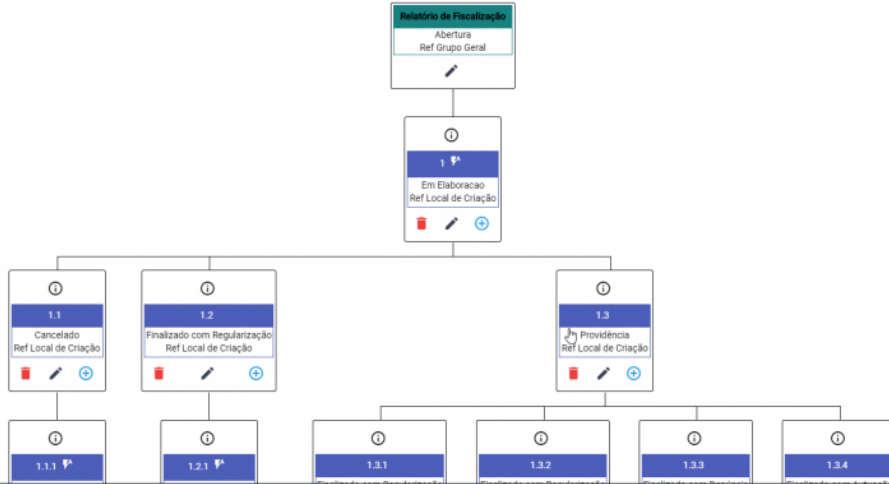 Relatório de Fiscalização
Abertura
Ref Grupo Geral
1
Em Elaboracao
Ref Local de Criação
1.1
Cancelado
Ref Local de Criação
1.2
Finalizado com Regularização
Ref Local de Criação
1.3
Providência
Ref Local de Criação
1.1.1
1.2.1
1.3.1
1.3.2
1.3.3
1.3.4